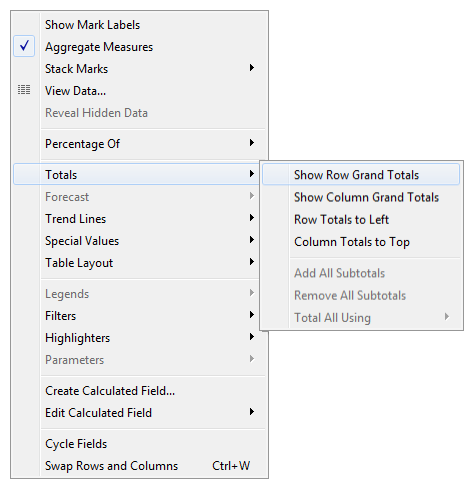 Show Mark Labels
Aggregate Measures
Stack Marks
View Data...
Reveal Hidden Data
Percentage Of
Totals
Forecast
Trend Lines
Special Values
Table Layout
Legends
Filters
Highlighters
Parameters
Create Calculated Field...
Edit Calculated Field
Cycle Fields
Swap Rows and Columns Ctrl+W
Show Row Grand Totals
Show Column Grand Totals
Row Totals to Left
Column Totals to Top
Add All Subtotals
Remove All Subtotals
Total All Using